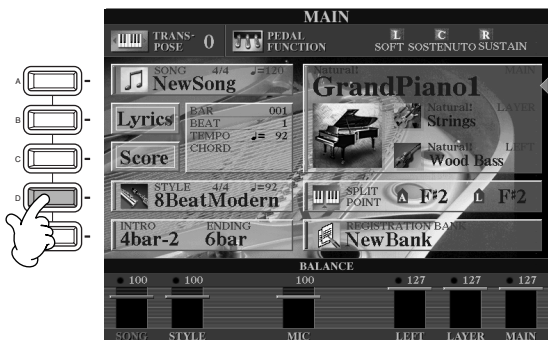 MAIN
TRANS-
POSE 0
PEDAL
FUNCTION
L C R
SOFT SOSTENUTO SUSTAIN
A
B
C
D
SONG 4/4 ♩=120
NewSong
Lyrics
Score
BAR 001
BEAT 1
TEMPO ♩= 92
CHORD
STYLE 4/4 ♩=92
8BeatModern
INTRO ENDING
4bar-2 6bar
Natural! MAIN
GrandPiano1
Natural! LAYER
Strings
Natural! LEFT
Wood Bass
SPLIT
POINT A F#2 L F#2
REGISTRATION BANK
NewBank
BALANCE
100 100 100 127 127 127
SONG STYLE MIC LEFT LAYER MAIN